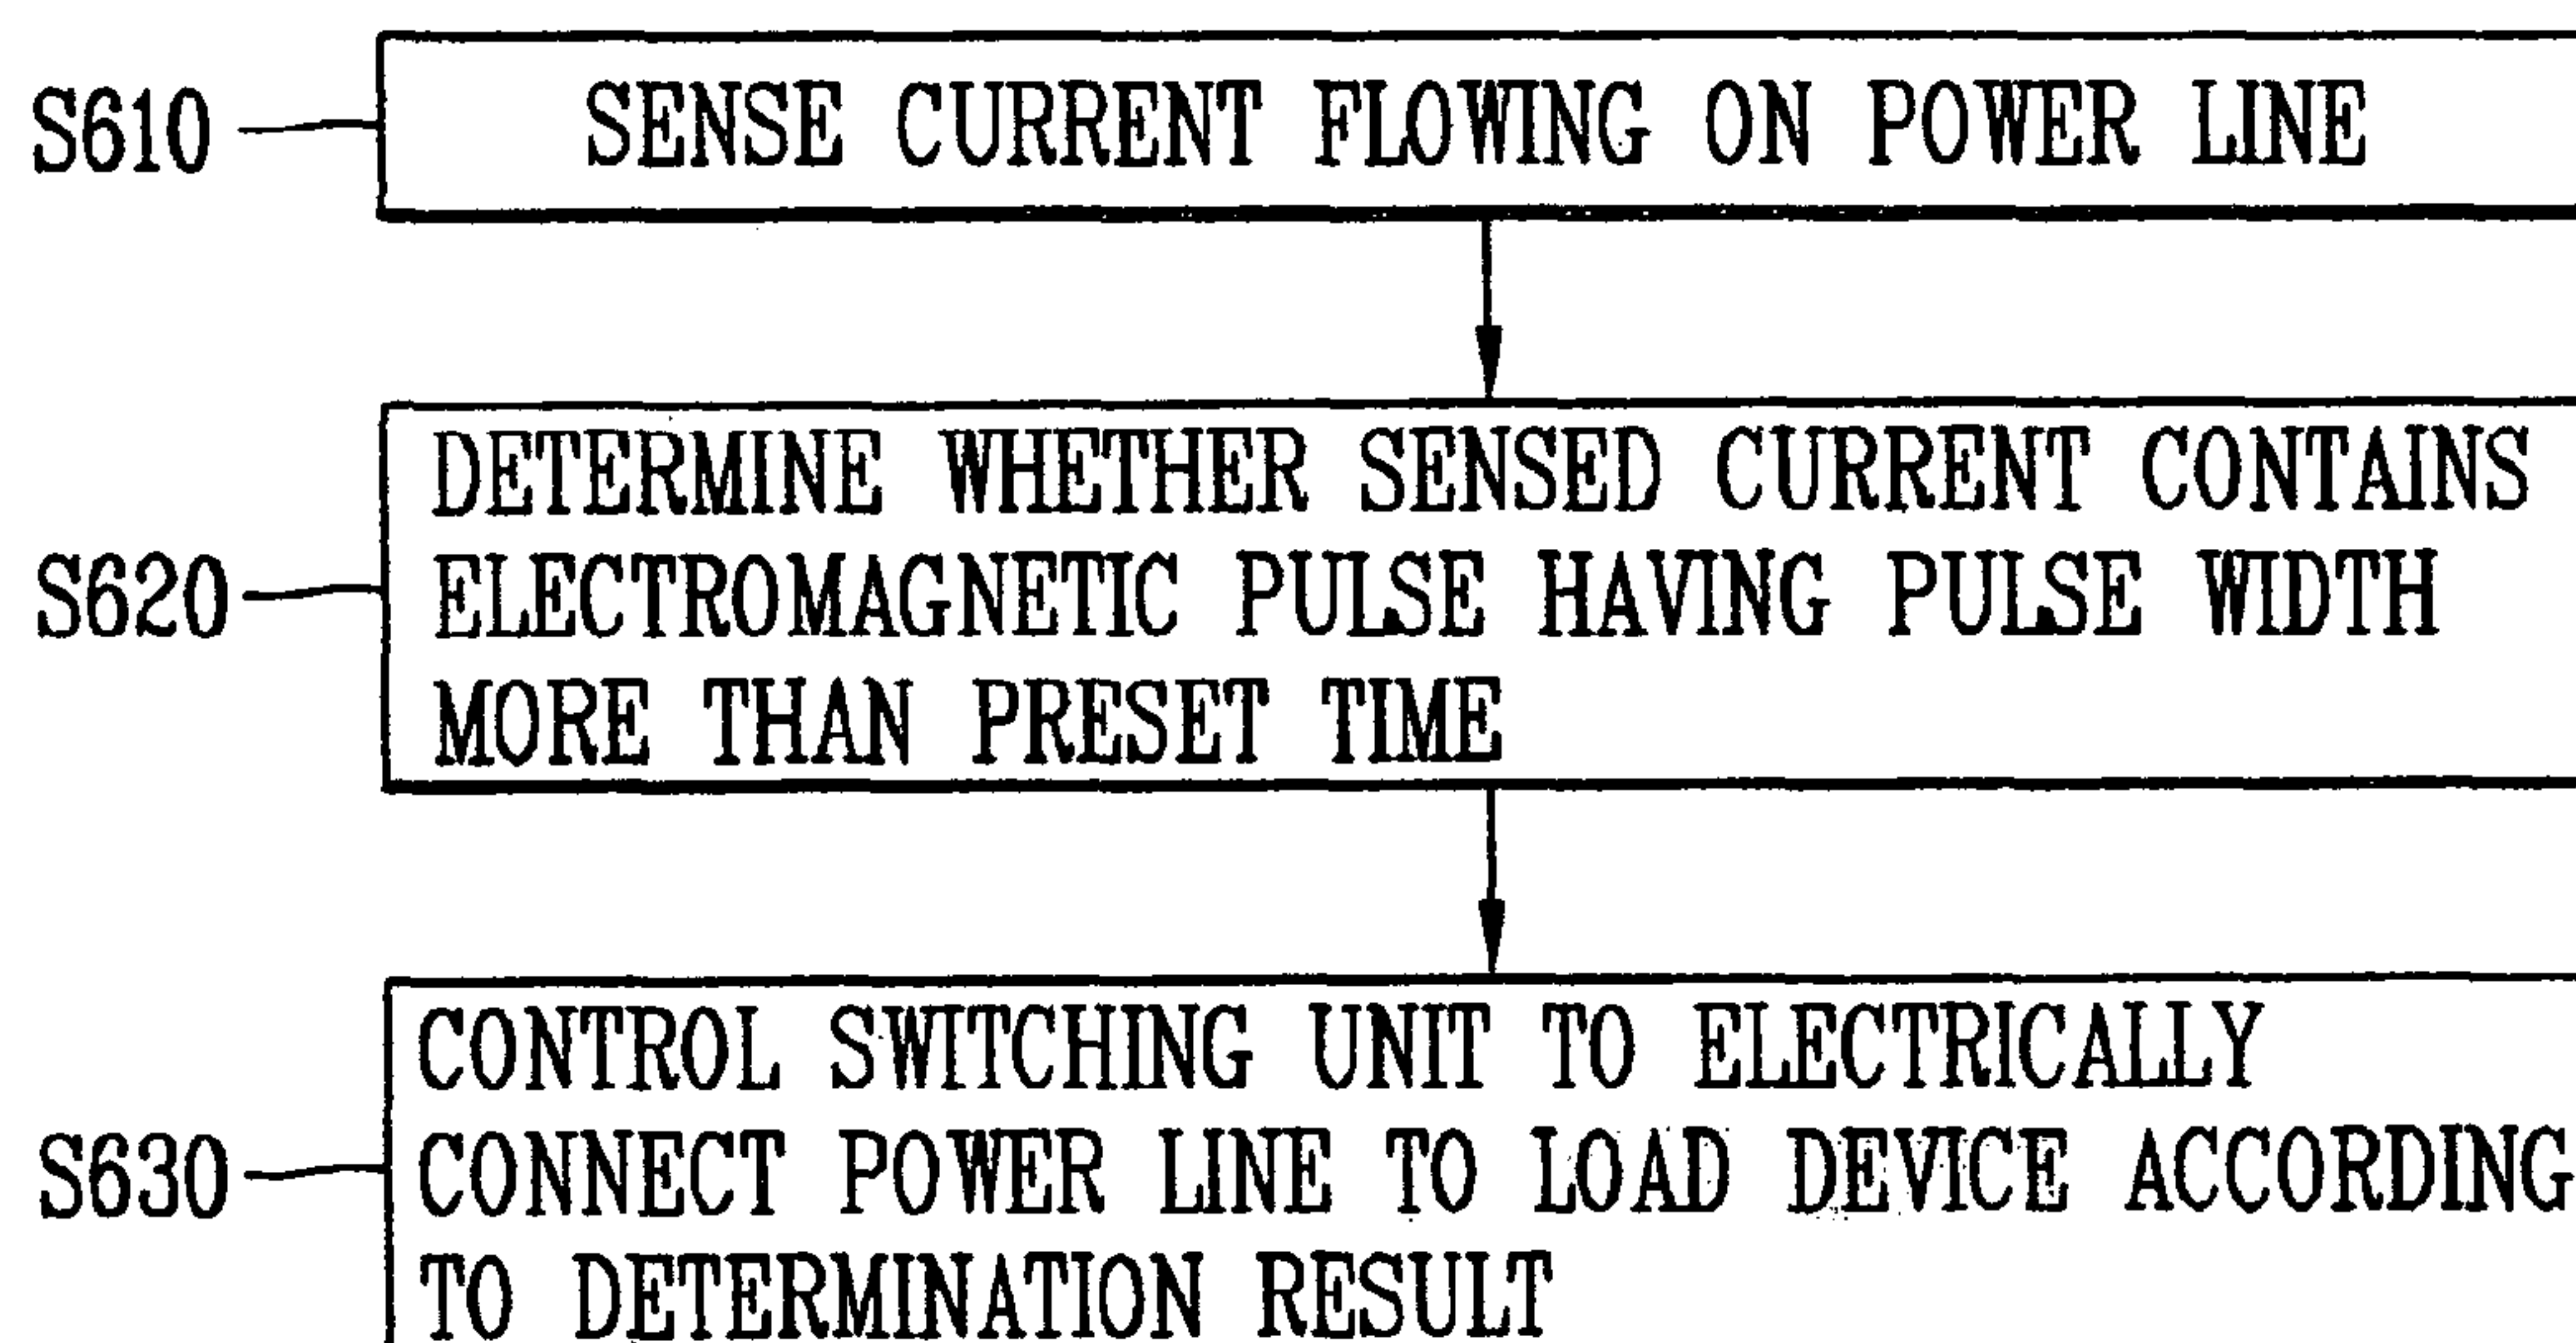 S610
SENSE CURRENT FLOWING ON POWER LINE
S620
DETERMINE WHETHER SENSED CURRENT CONTAINS
ELECTROMAGNETIC PULSE HAVING PULSE WIDTH
MORE THAN PRESET TIME
S630
CONTROL SWITCHING UNIT TO ELECTRICALLY
CONNECT POWER LINE TO LOAD DEVICE ACCORDING
TO DETERMINATION RESULT